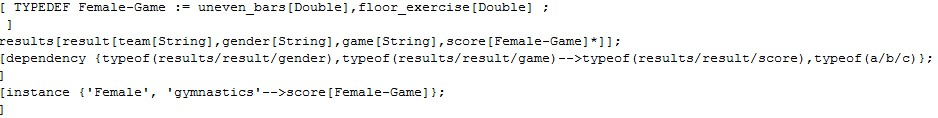 [ TYPEDEF Female-Game := uneven_bars[Double],floor_exercise[Double] ;
]
results[result[team[String],gender[String],game[String],score[Female-Game]*]];
[dependency {typeof(results/result/gender),typeof(results/result/game)-->typeof(results/result/score),typeof(a/b/c)};
]
[instance {'Female', 'gymnastics'-->score[Female-Game]};
]